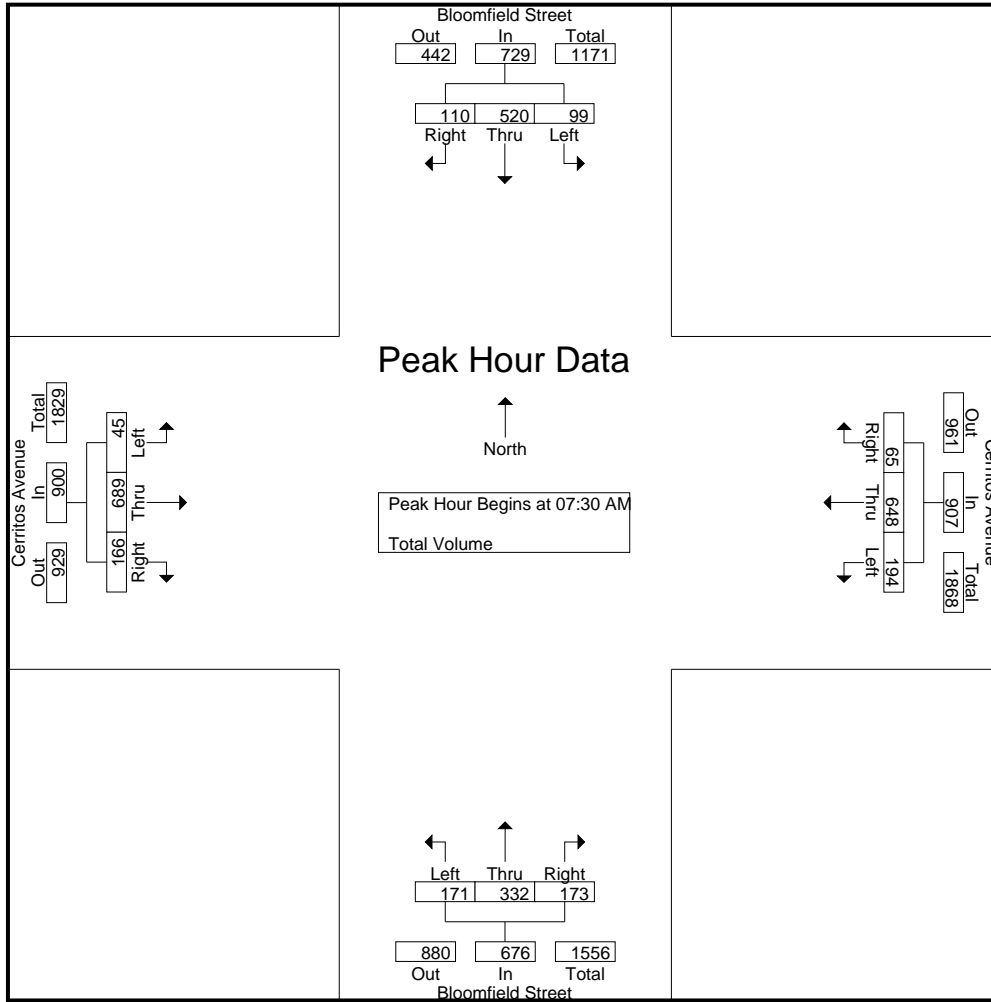 Bloomfield Street
Out In Total
442 729 1171
110 520 99
Right Thru Left
Peak Hour Data
North
Peak Hour Begins at 07:30 AM
Total Volume
Cerritos Avenue
Total In Out
1829 900 929
45 689 166
Left Thru Right
Cerritos Avenue
Out In Total
961 907 1868
65 648 194
Right Thru Left
Left Thru Right
171 332 173
880 676 1556
Out In Total
Bloomfield Street